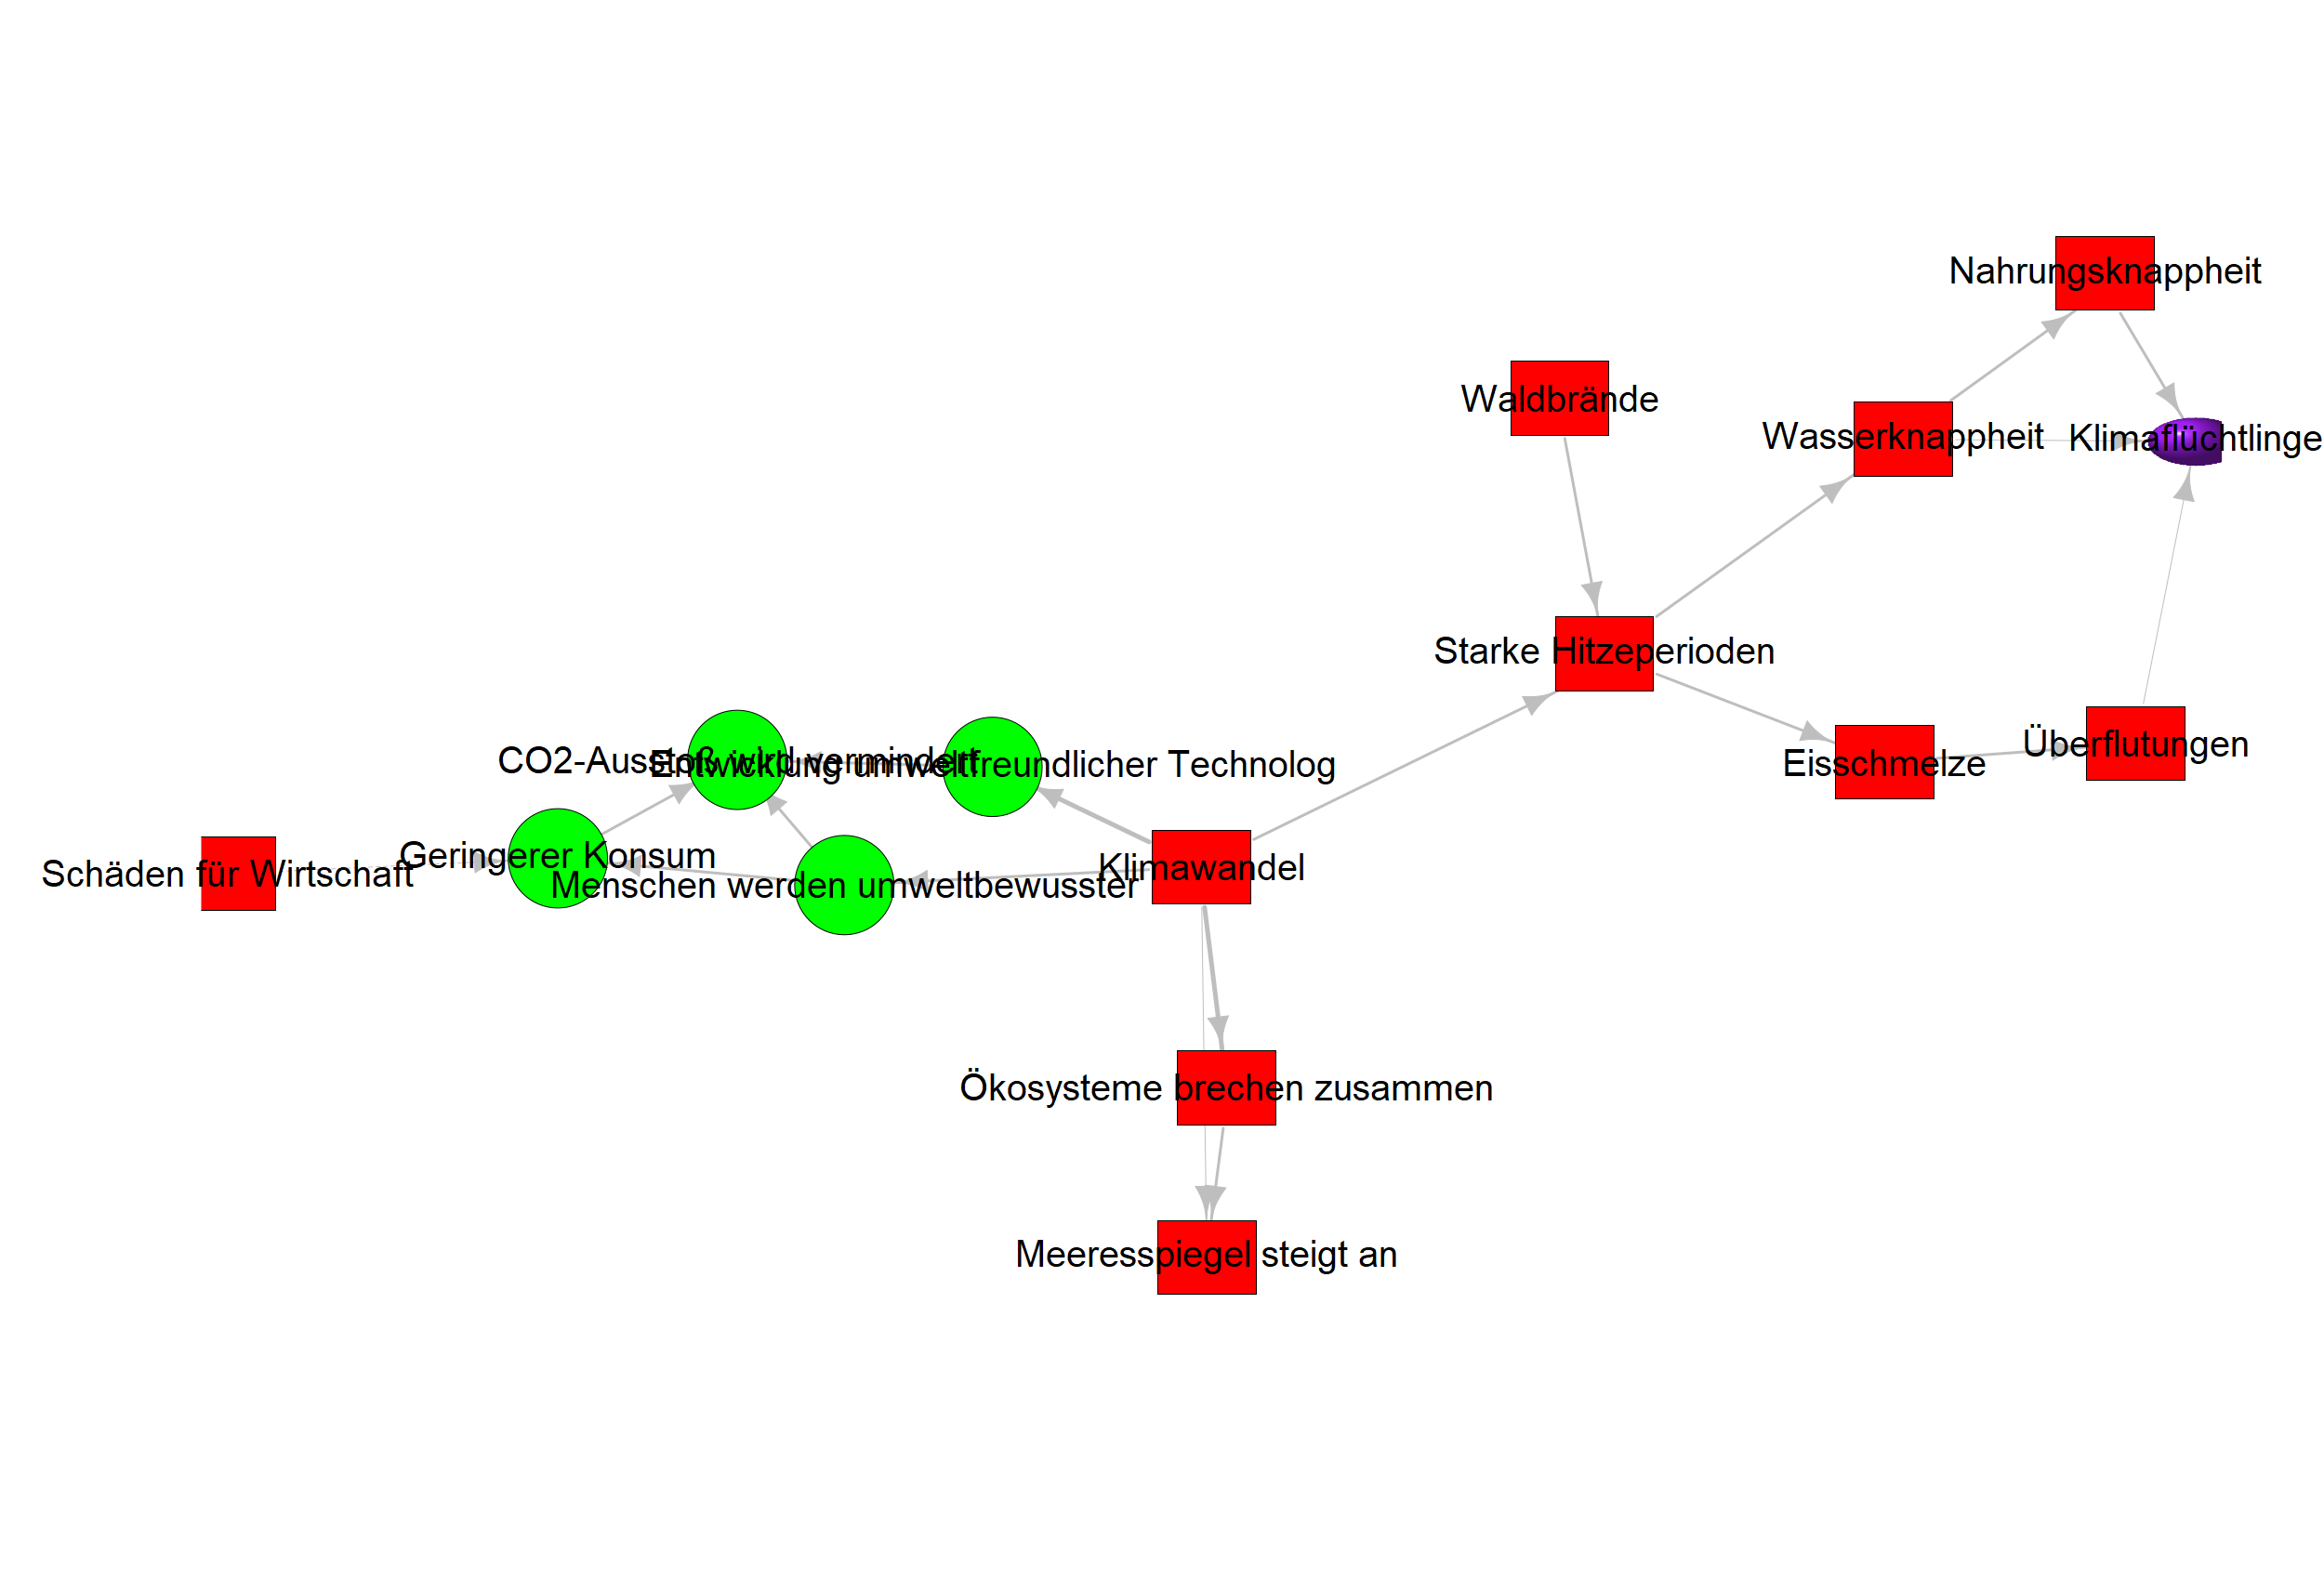 Nahrungsknappheit
Waldbrände
Wasserknappheit
Klimaflüchtlinge
Starke Hitzeperioden
Überflutungen
Eisschmelze
CO2-Ausstoß wird vermindert
Entwicklung umweltfreundlicher Technolog
Geringerer Konsum
Klimawandel
Schäden für Wirtschaft
Menschen werden umweltbewusster
Ökosysteme brechen zusammen
Meeresspiegel steigt an